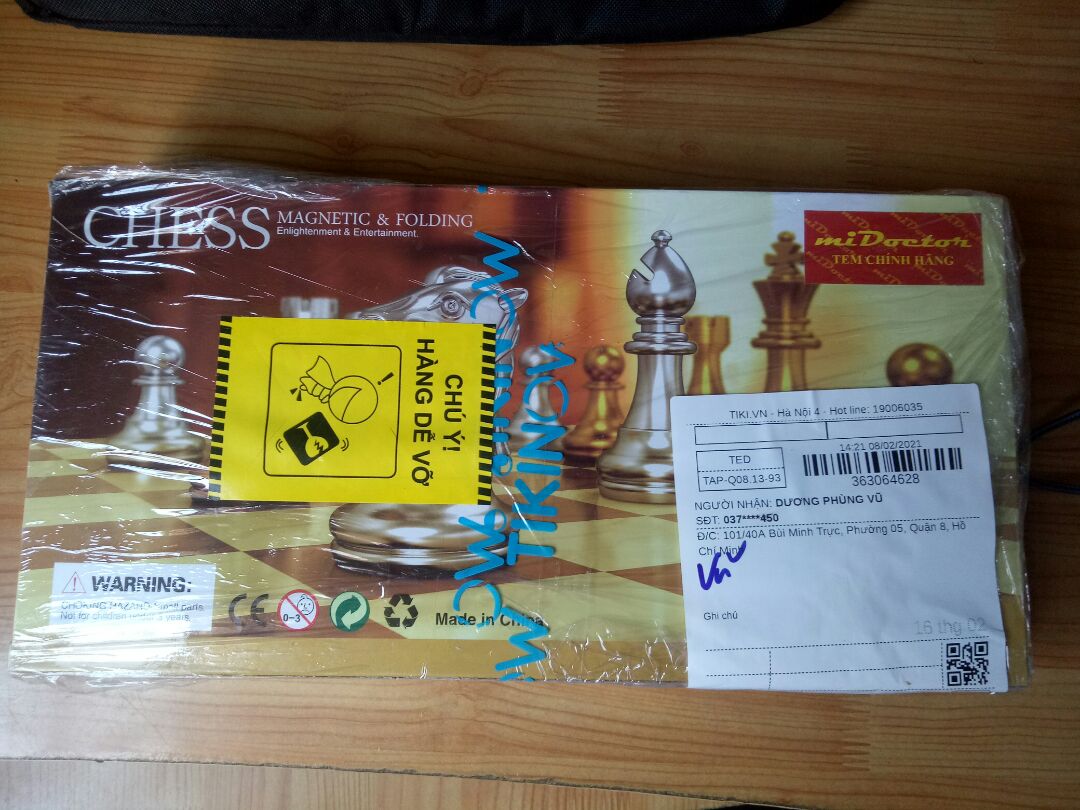 CHESS
MAGNETIC & FOLDING
Enlightenment & Entertainment.
miDoctor
TEM CHÍNH HÃNG
CHÚ Ý!
HÀNG DỄ VỠ
TIKINOW
TIKI.VN - Hà Nội 4 - Hot line: 19006035
14:21 08/02/2021
TED
TAP-Q08.13-93
363064628
NGƯỜI NHẬN: DƯƠNG PHÙNG VŨ
SĐT: 037****450
Đ/C: 101/40A Bùi Minh Trực, Phường 05, Quận 8, Hồ
Chí Minh
Ghi chú
16 thg 02
WARNING:
CHOKING HAZARD-Small parts
Not for children under 3 years.
CE
0-3
Made in China